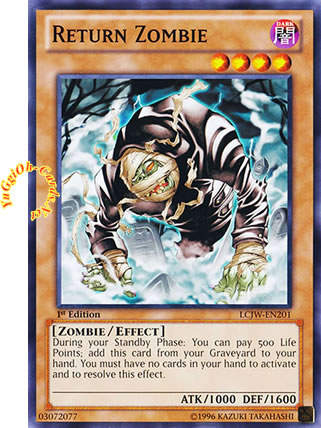 RETURN ZOMBIE
DARK
闇
YuGiOh-Cards.Net
1st Edition
LCJW-EN201
[ZOMBIE / EFFECT]
During your Standby Phase: You can pay 500 Life
Points; add this card from your Graveyard to your
hand. You must have no cards in your hand to activate
and to resolve this effect.
ATK/1000 DEF/1600
03072077
©1996 KAZUKI TAKAHASHI